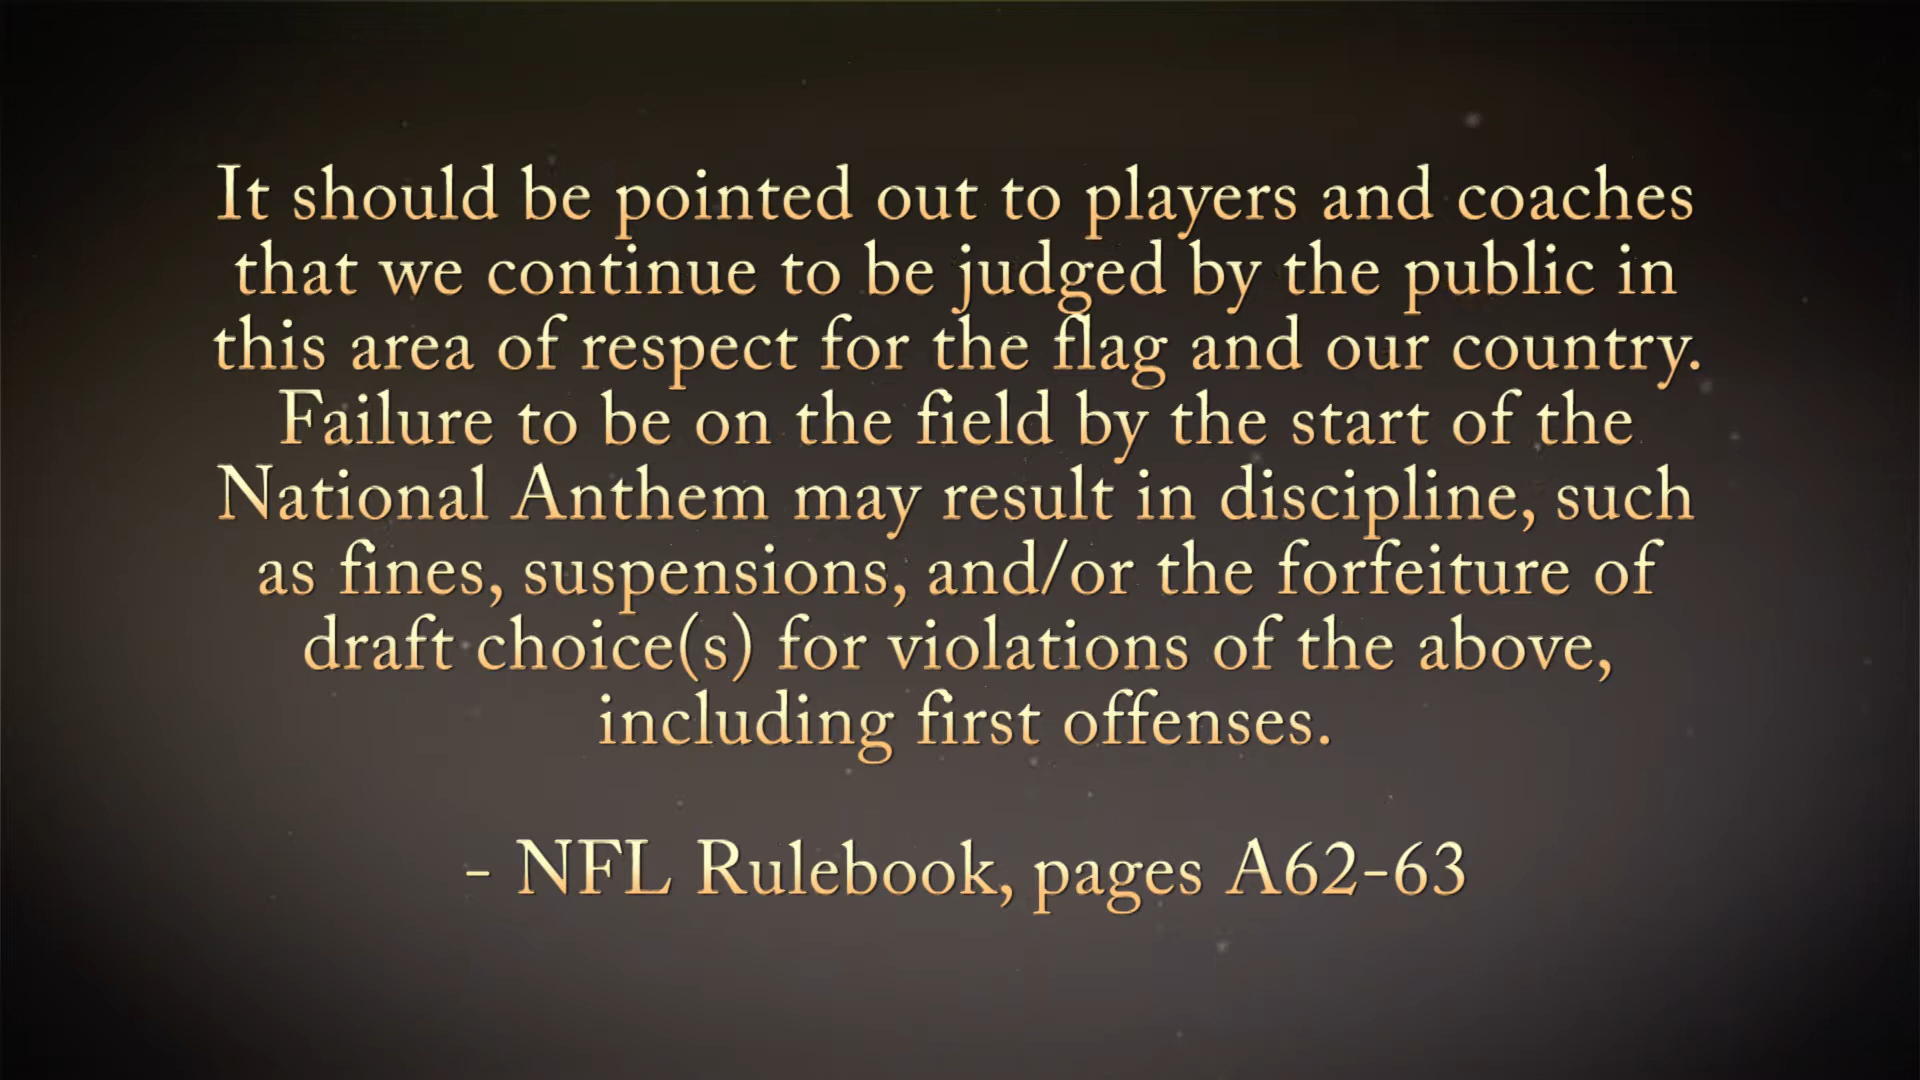 It should be pointed out to players and coaches
that we continue to be judged by the public in
this area of respect for the flag and our country.
Failure to be on the field by the start of the
National Anthem may result in discipline, such
as fines, suspensions, and/or the forfeiture of
draft choice(s) for violations of the above,
including first offenses.
- NFL Rulebook, pages A62-63